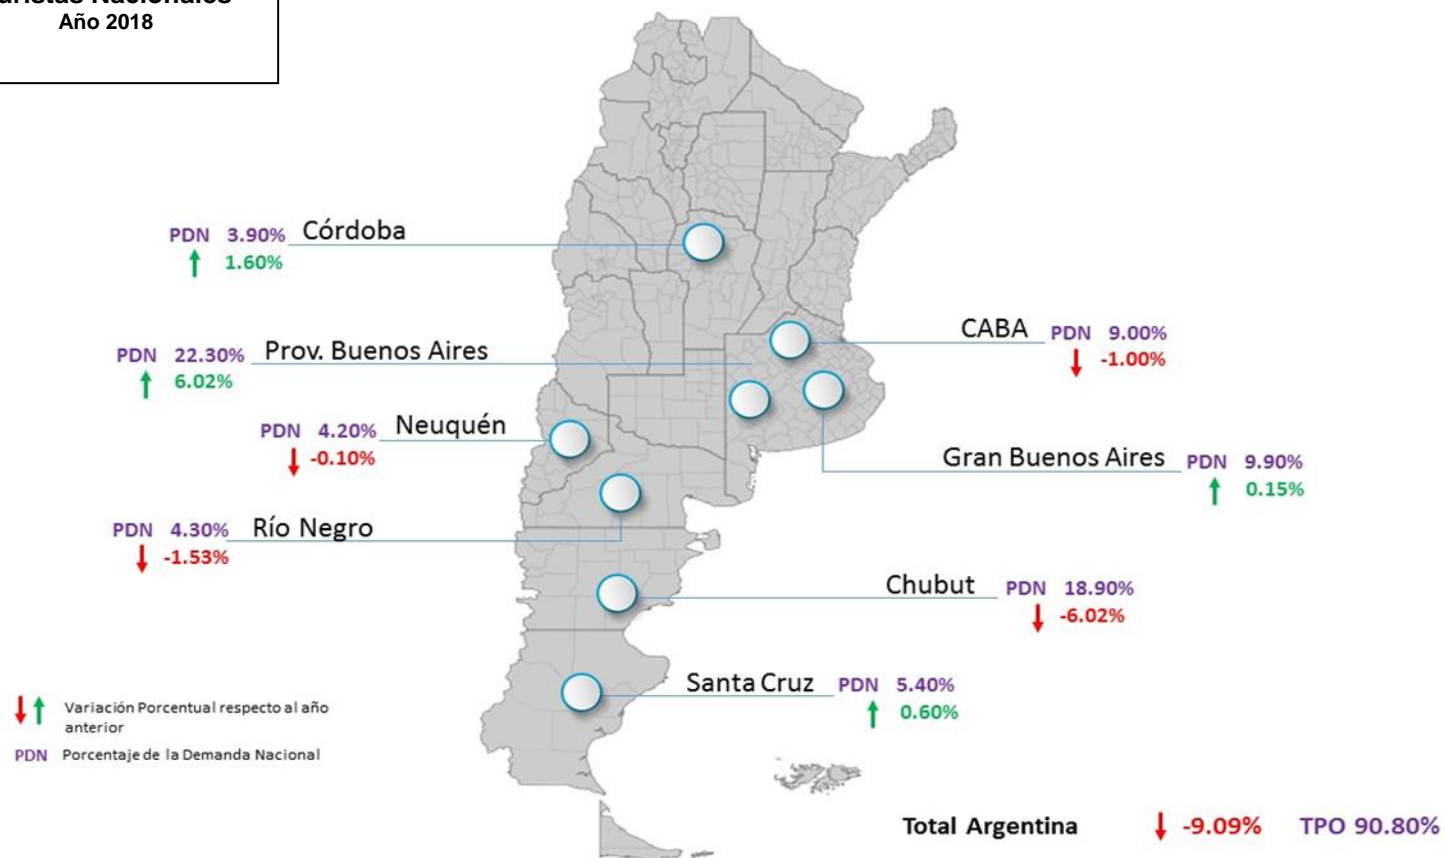 Nacionales
Año 2018
Córdoba
PDN 3.90%
1.60%
CABA
PDN 9.00%
-1.00%
Prov. Buenos Aires
PDN 22.30%
6.02%
Neuquén
PDN 4.20%
-0.10%
Gran Buenos Aires
PDN 9.90%
0.15%
Río Negro
PDN 4.30%
-1.53%
Chubut
PDN 18.90%
-6.02%
Santa Cruz
PDN 5.40%
0.60%
Variación Porcentual respecto al año
anterior
PDN Porcentaje de la Demanda Nacional
Total Argentina -9.09% TPO 90.80%